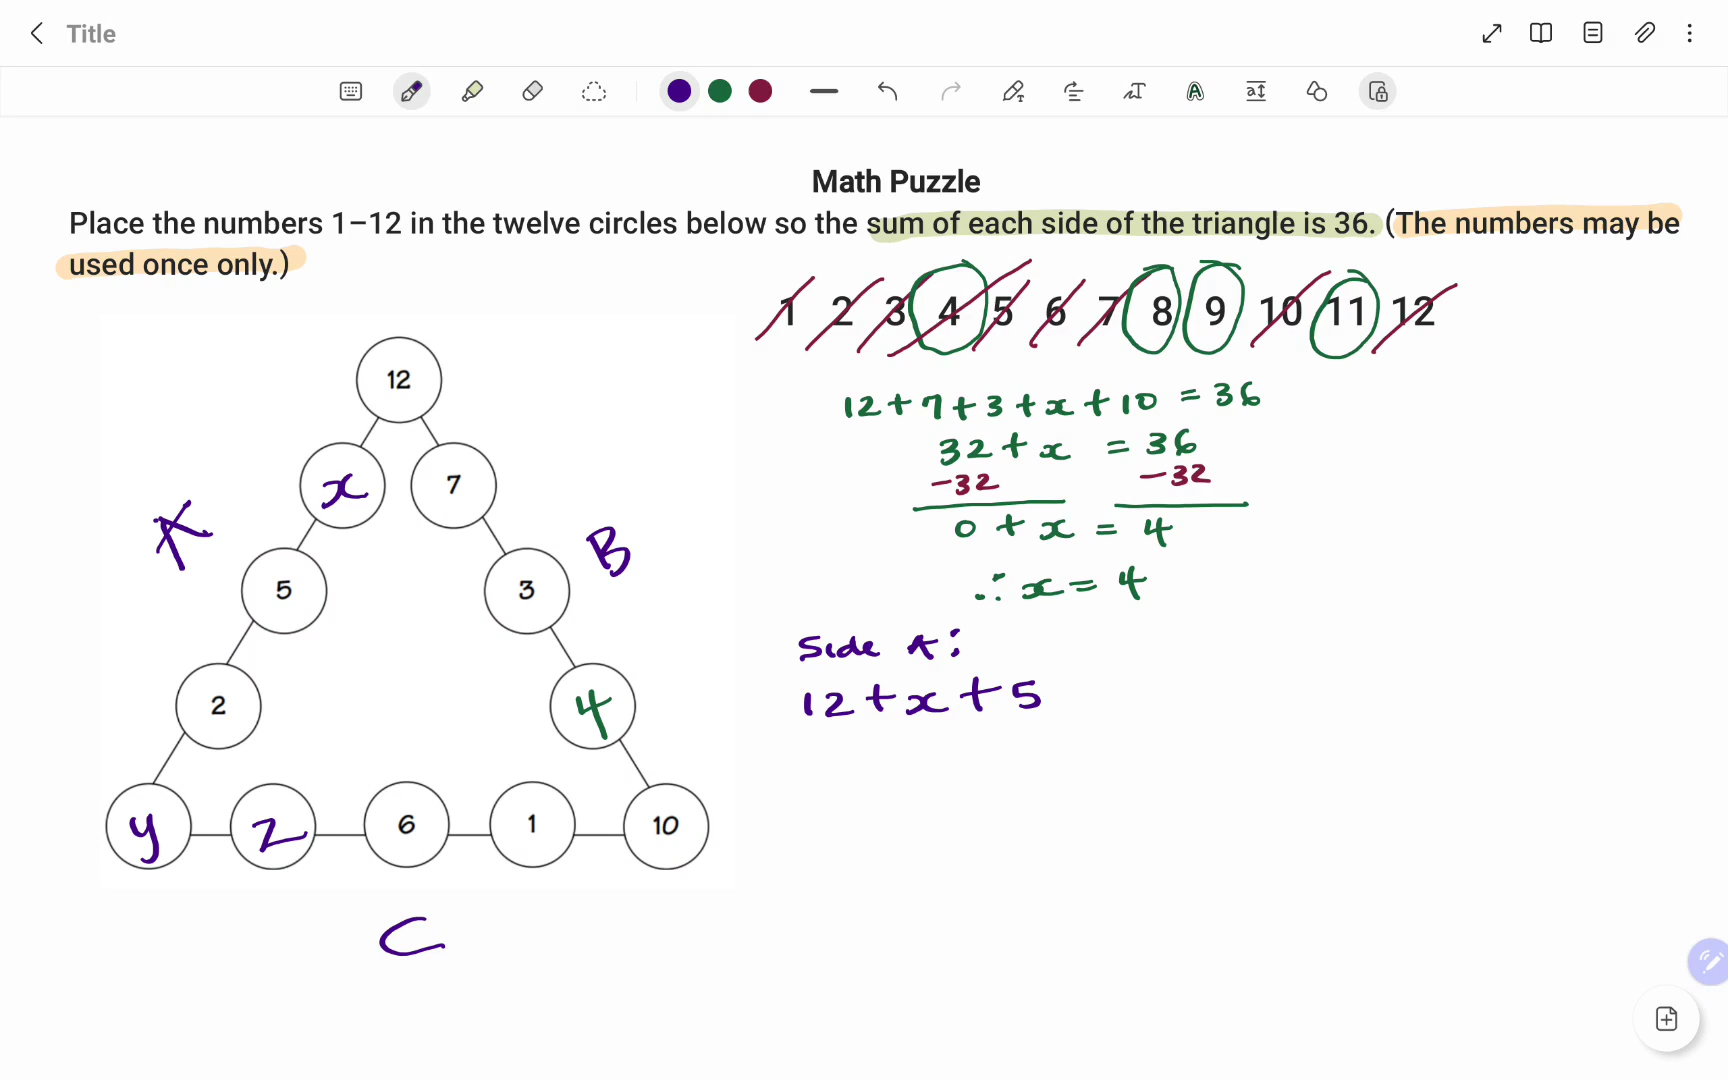 Title
Math Puzzle
Place the numbers 1–12 in the twelve circles below so the sum of each side of the triangle is 36. (The numbers may be
used once only.)
1 2 3 4 5 6 7 8 9 10 11 12
12
x
7
5
3
2
4
y
z
6
1
10
A
B
C
12 + 7 + 3 + x + 10 = 36
32 + x = 36
-32 -32
0 + x = 4
∴ x = 4
Side A:
12 + x + 5